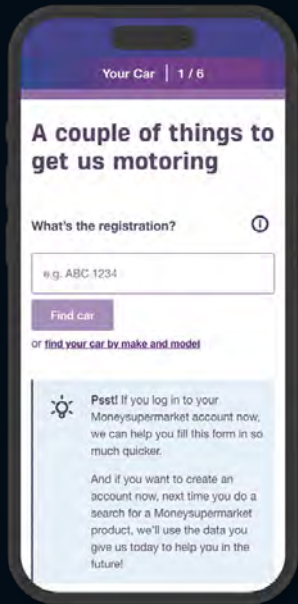 Your Car | 1 / 6
A couple of things to
get us motoring
What's the registration?
e.g. ABC 1234
Find car
or find your car by make and model
Psst! If you log in to your
Moneysupermarket account now,
we can help you fill this form in so
much quicker.
And if you want to create an
account now, next time you do a
search for a Moneysupermarket
product, we'll use the data you
give us today to help you in the
future!